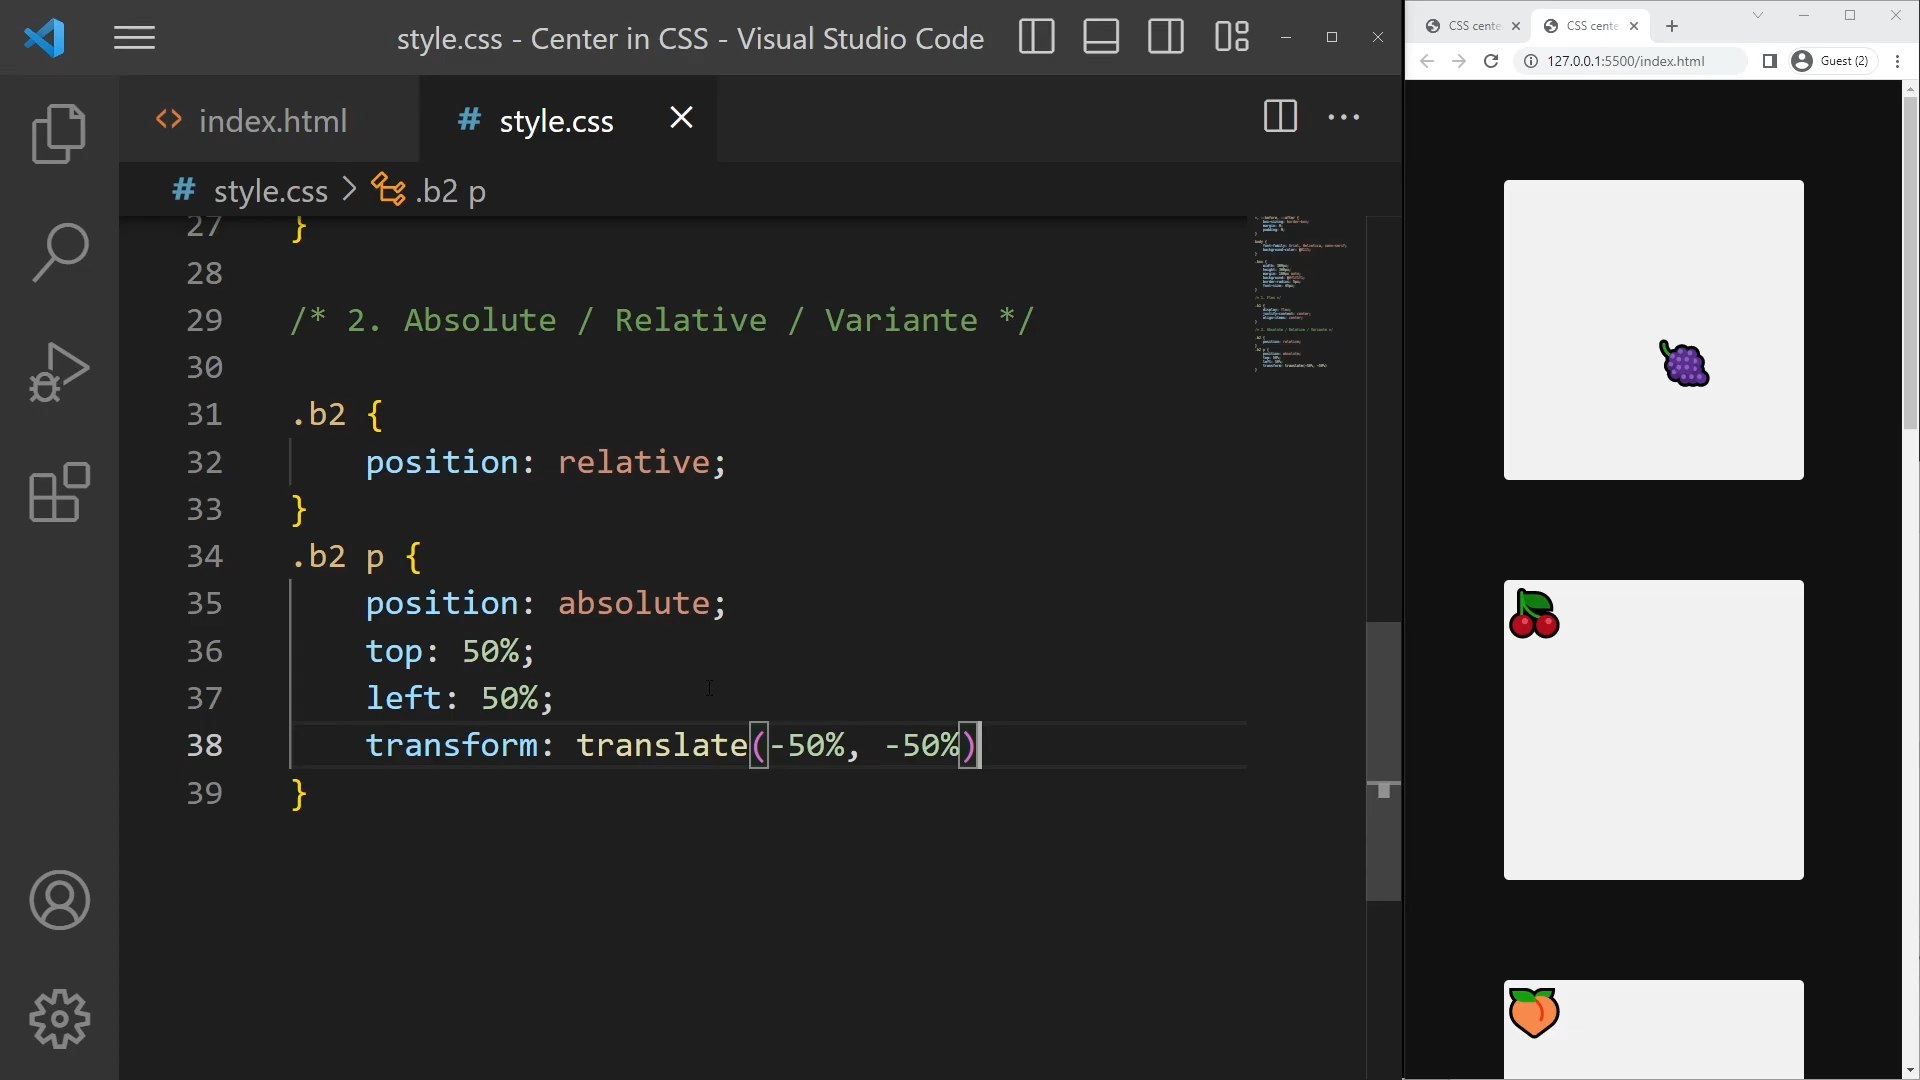 style.css - Center in CSS - Visual Studio Code
index.html
style.css
style.css > .b2 p
27 }
28
29 /* 2. Absolute / Relative / Variante */
30
31 .b2 {
32 position: relative;
33 }
34 .b2 p {
35 position: absolute;
36 top: 50%;
37 left: 50%;
38 transform: translate(-50%, -50%)
39 }
CSS cente
CSS cente
127.0.0.1:5500/index.html
Guest (2)